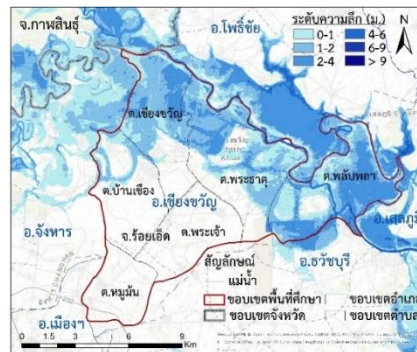 จ.กาฬสินธุ์
อ.โพธิ์ชัย
ระดับความลึก (ม.)
0-1
4-6
1-2
6-9
2-4
> 9
ต.เชียงขวัญ
ต.บ้านเขือง
ต.พระธาตุ
ต.พลับพลา
อ.เชียงขวัญ
อ.เสลภูมิ
อ.จังหาร
จ.ร้อยเอ็ด
ต.พระเจ้า
อ.ธวัชบุรี
สัญลักษณ์
แม่น้ำ
ต.หมูม้น
ขอบเขตพื้นที่ศึกษา
ขอบเขตอำเภอ
ขอบเขตจังหวัด
ขอบเขตตำบล
อ.เมืองฯ
0
3
6
9
Km